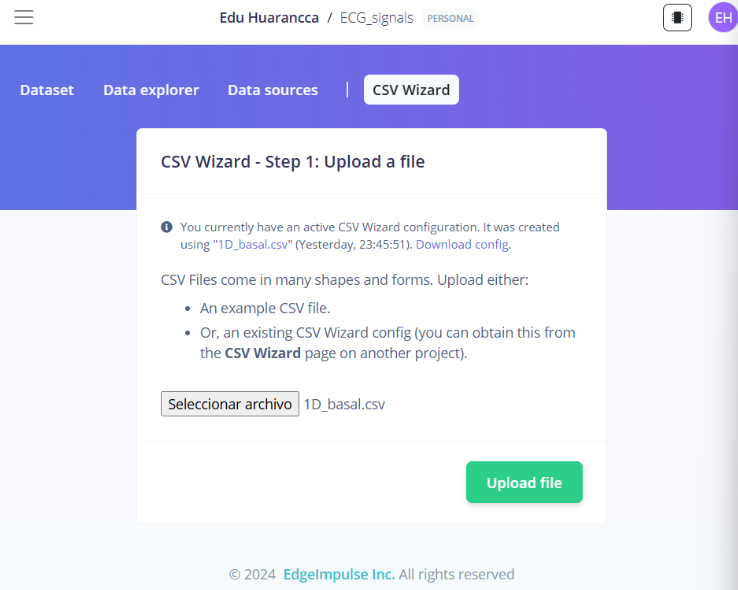 Edu Huarancca / ECG_signals PERSONAL
EH
Dataset Data explorer Data sources | CSV Wizard
CSV Wizard - Step 1: Upload a file
You currently have an active CSV Wizard configuration. It was created
using "1D_basal.csv" (Yesterday, 23:45:51). Download config.
CSV Files come in many shapes and forms. Upload either:
• An example CSV file.
• Or, an existing CSV Wizard config (you can obtain this from
the CSV Wizard page on another project).
Seleccionar archivo 1D_basal.csv
Upload file
© 2024 EdgeImpulse Inc. All rights reserved